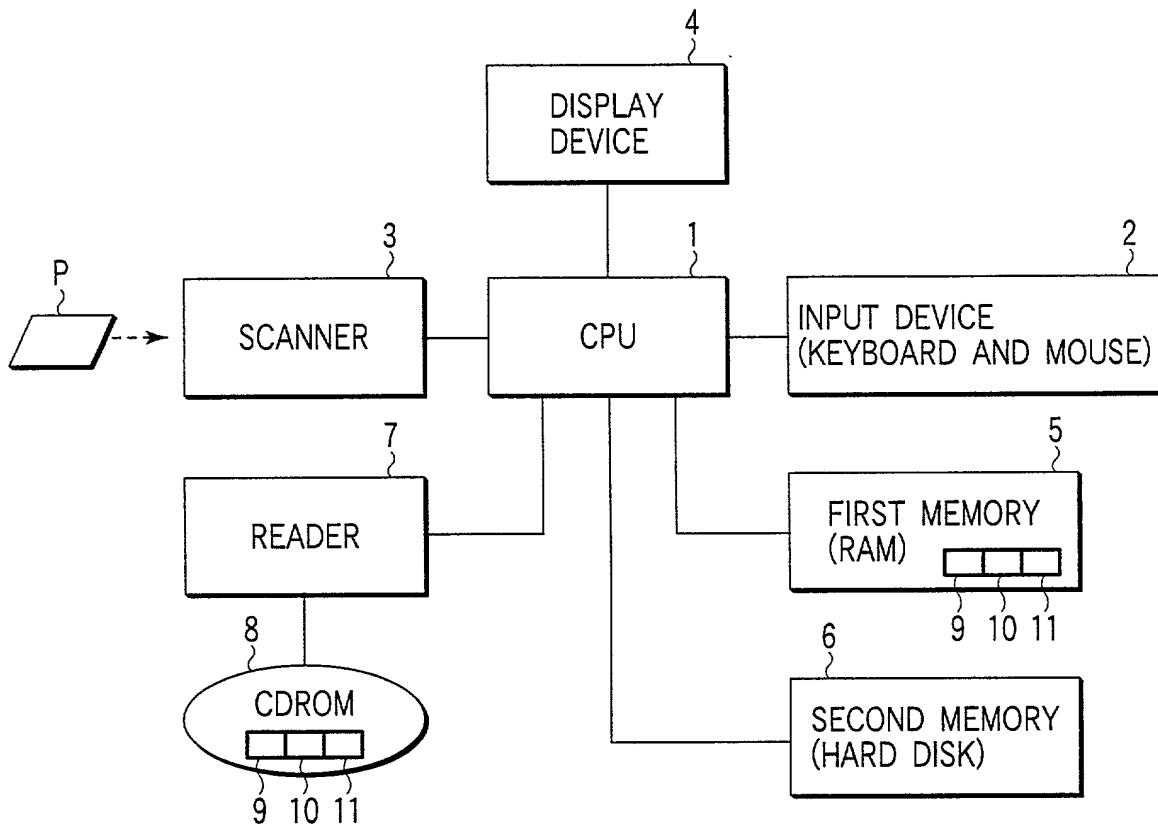 4
DISPLAY
DEVICE
P
3
SCANNER
1
CPU
2
INPUT DEVICE
(KEYBOARD AND MOUSE)
7
READER
5
FIRST MEMORY
(RAM)
9 10 11
8
CDROM
9 10 11
6
SECOND MEMORY
(HARD DISK)